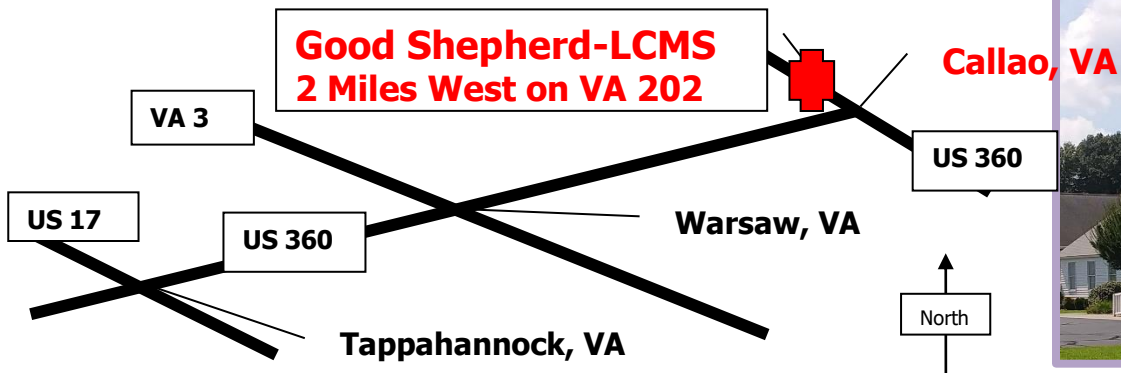 Good Shepherd-LCMS
2 Miles West on VA 202
Callao, VA
VA 3
US 360
US 17
US 360
Warsaw, VA
North
Tappahannock, VA